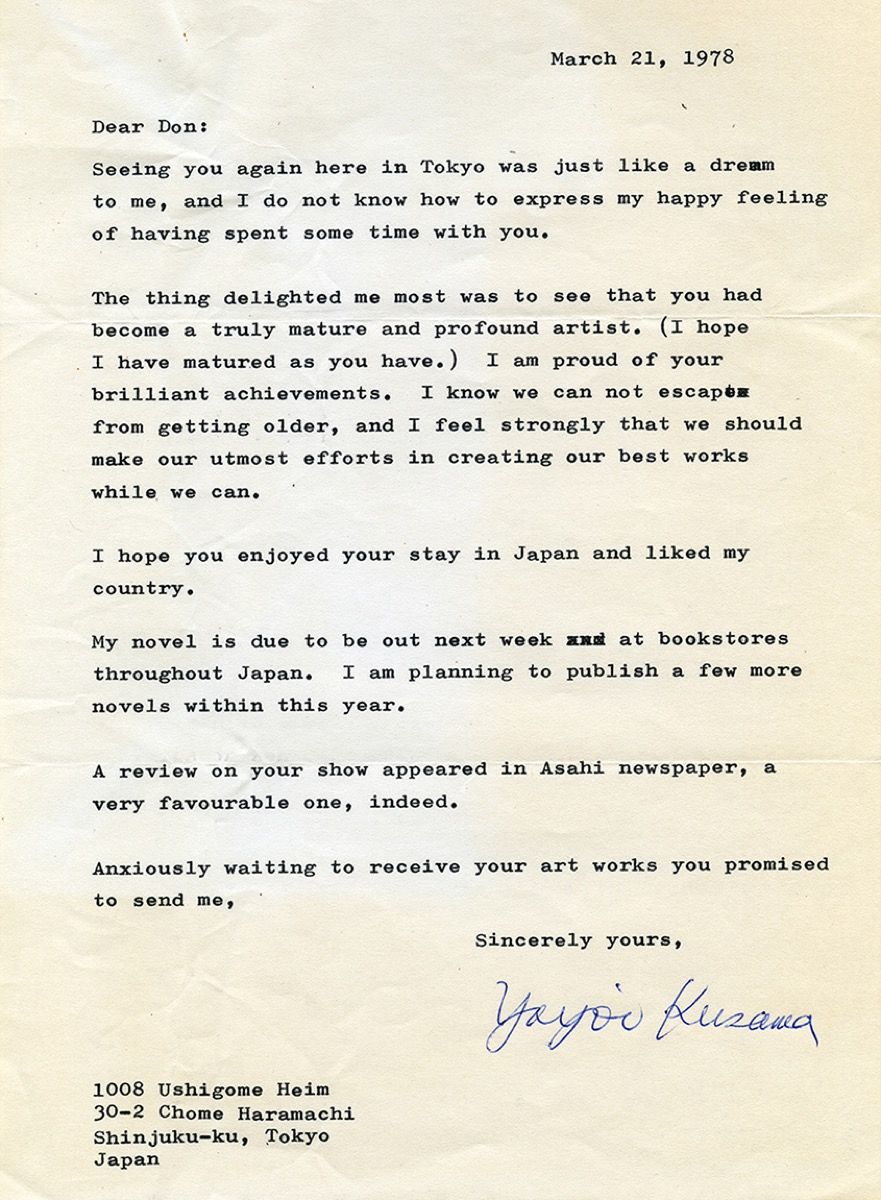 March 21, 1978
Dear Don:
Seeing you again here in Tokyo was just like a dream
to me, and I do not know how to express my happy feeling
of having spent some time with you.
The thing delighted me most was to see that you had
become a truly mature and profound artist. (I hope
I have matured as you have.) I am proud of your
brilliant achievements. I know we can not escape
from getting older, and I feel strongly that we should
make our utmost efforts in creating our best works
while we can.
I hope you enjoyed your stay in Japan and liked my
country.
My novel is due to be out next week and at bookstores
throughout Japan. I am planning to publish a few more
novels within this year.
A review on your show appeared in Asahi newspaper, a
very favourable one, indeed.
Anxiously waiting to receive your art works you promised
to send me,
Sincerely yours,
Yayoi Kusama
1008 Ushigome Heim
30-2 Chome Haramachi
Shinjuku-ku, Tokyo
Japan